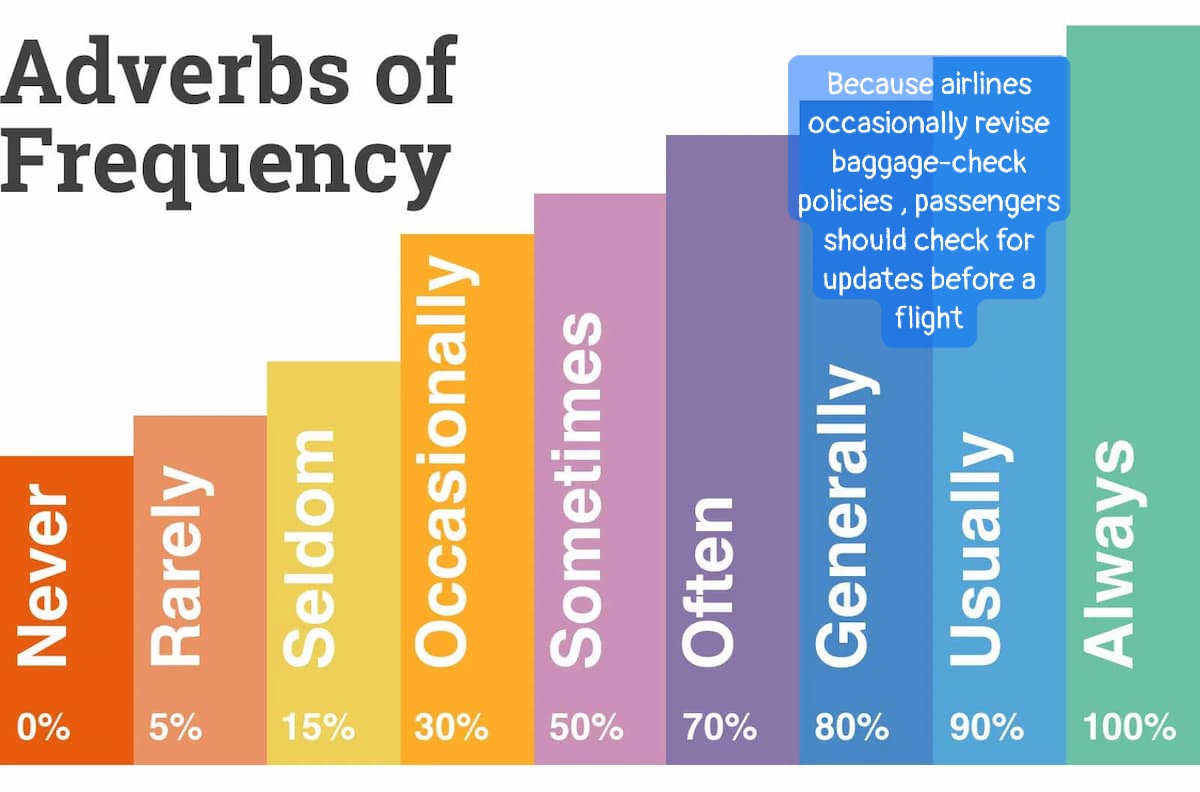 Adverbs of
Frequency
Because airlines
occasionally revise
baggage-check
policies , passengers
should check for
updates before a
flight
Never
Rarely
Seldom
Occasionally
Sometimes
Often
Generally
Usually
Always
0%
5%
15%
30%
50%
70%
80%
90%
100%